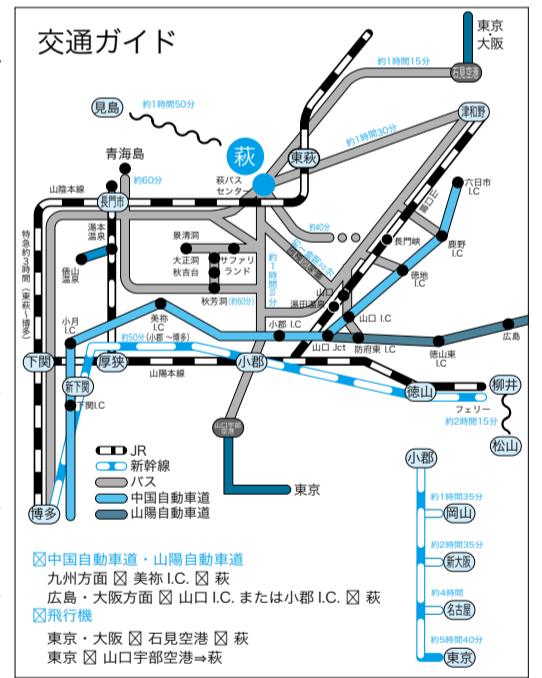 交通ガイド
東京・大阪
石見空港
約1時間15分
見島
約1時間50分
津和野
約1時間30分
萩
東萩
萩バスセンター
青海島
約60分
山陰本線
長門市
六日市I.C
山口線
約40分
長門峡
鹿野I.C
特急約3時間(東萩〜博多)
湯本温泉
俵山温泉
景清洞
大正洞
秋吉台
サファリランド
秋芳洞
(約60分)
徳地I.C
山口
湯田温泉
山口 I.C
小月I.C
美祢I.C
約50分(小郡〜博多)
小郡 I.C
山口 Jct
防府東I.C
徳山東I.C
広島
下関
厚狭
山陽本線
小郡
新下関
下関I.C
徳山
柳井
フェリー
約2時間15分
松山
山口宇部空港
東京
博多
JR
新幹線
バス
中国自動車道
山陽自動車道
小郡
約1時間35分
岡山
約2時間35分
新大阪
約4時間
名古屋
約5時間40分
東京
中国自動車道・山陽自動車道
九州方面 美祢 I.C. 萩
広島・大阪方面 山口 I.C. または小郡 I.C. 萩
飛行機
東京・大阪 石見空港 萩
東京 山口宇部空港⇒萩